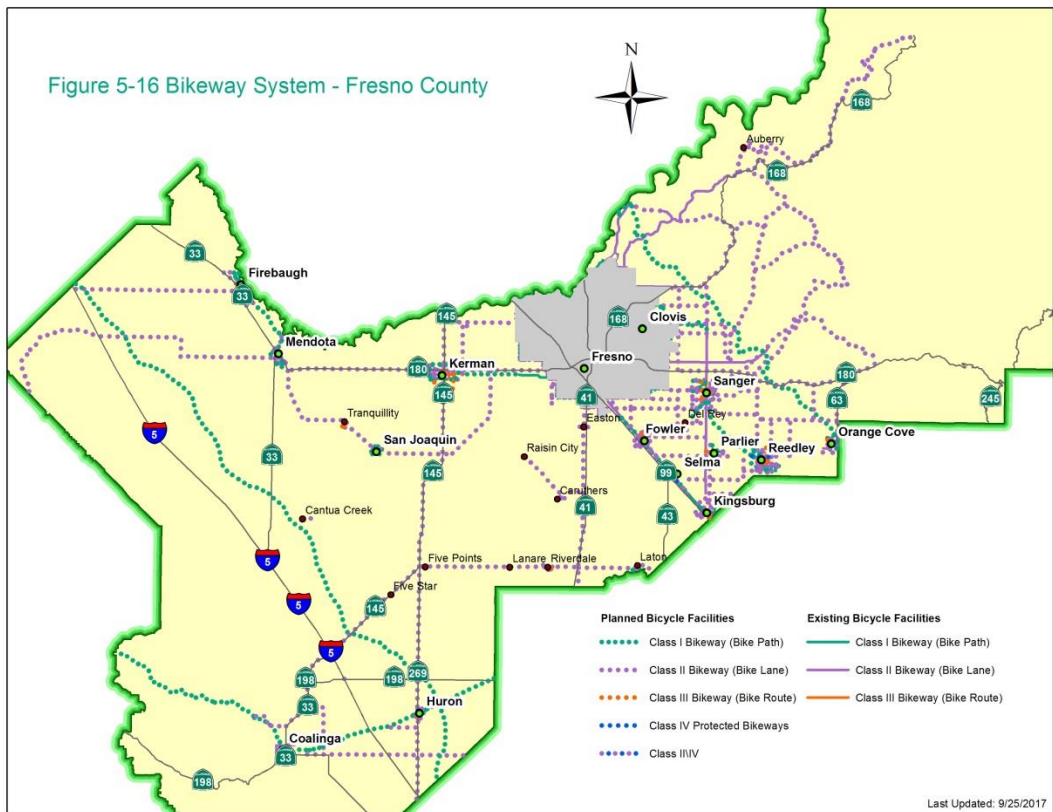 Figure 5-16 Bikeway System - Fresno County
N
168
Auberry
168
33
Firebaugh
33
145
168
Clovis
Mendota
180
Kerman
Fresno
180
145
41
Sanger
63
245
Tranquillity
Easton
Del Rey
5
San Joaquin
Raisin City
Fowler
Parlier
Reedley
Orange Cove
33
145
99
Selma
Caruthers
41
43
Kingsburg
Cantua Creek
5
Five Points
Lanare
Riverdale
Laton
Five Star
5
145
5
198
198
269
33
Huron
Coalinga
33
198
Planned Bicycle Facilities
Class I Bikeway (Bike Path)
Class II Bikeway (Bike Lane)
Class III Bikeway (Bike Route)
Class IV Protected Bikeways
Class II\IV
Existing Bicycle Facilities
Class I Bikeway (Bike Path)
Class II Bikeway (Bike Lane)
Class III Bikeway (Bike Route)
Last Updated: 9/25/2017